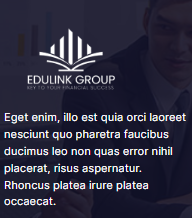 EDULINK GROUP
KEY TO YOUR FINANCIAL SUCCESS
Eget enim, illo est quia orci laoreet
nesciunt quo pharetra faucibus
ducimus leo non quas error nihil
placerat, risus aspernatur.
Rhoncus platea irure platea
occaecat.